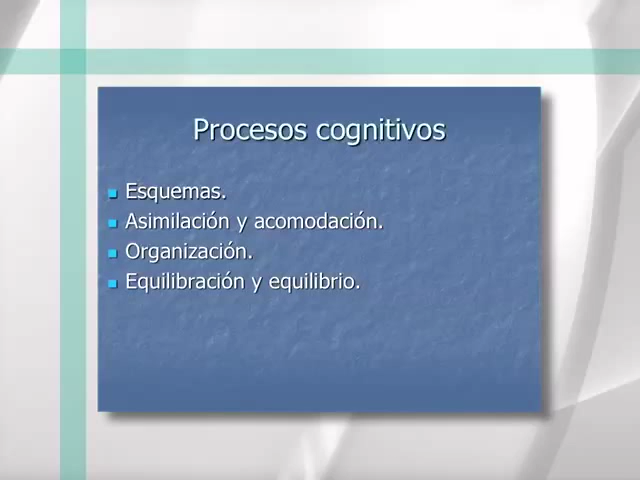 Procesos cognitivos
Esquemas.
Asimilación y acomodación.
Organización.
Equilibración y equilibrio.